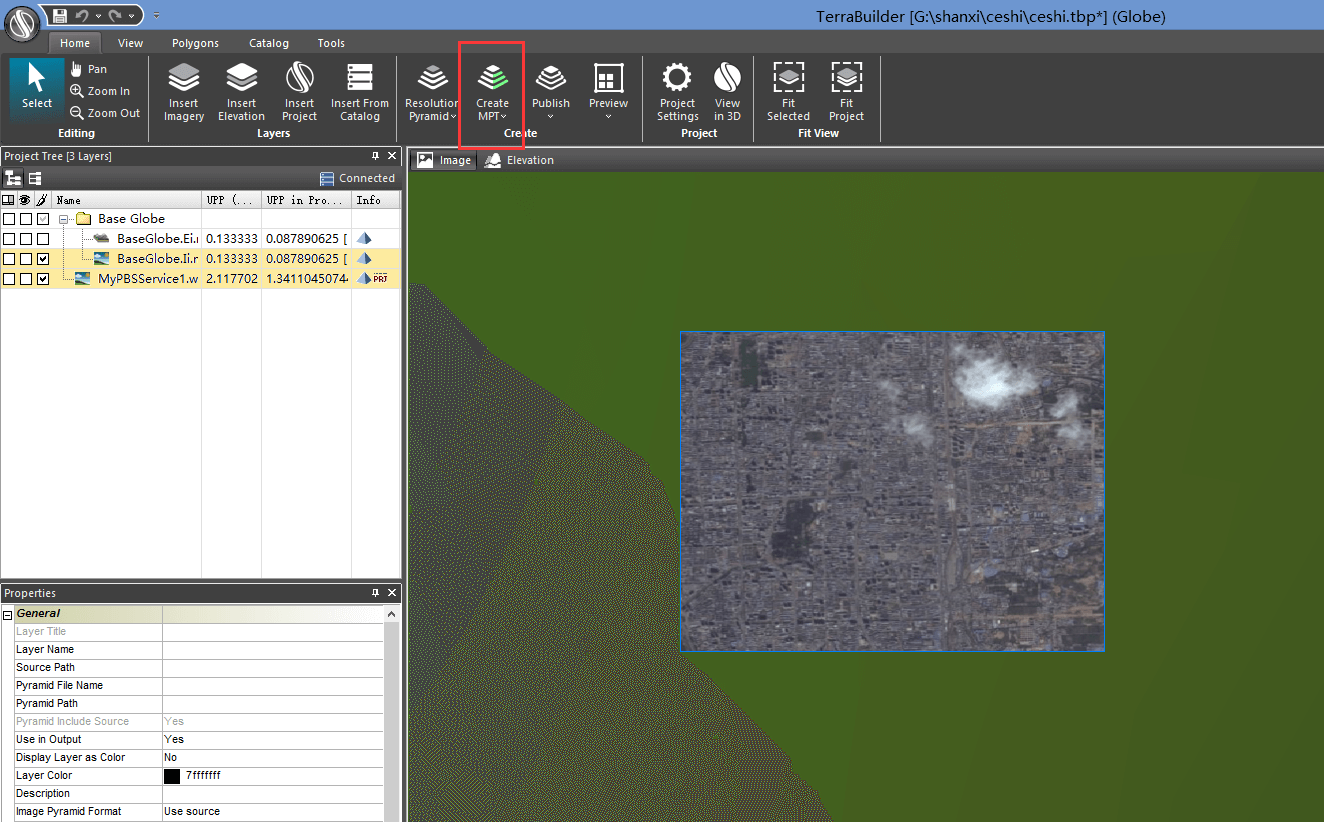 TerraBuilder [G:\shanxi\ceshi\ceshi.tbp*] (Globe)
Home View Polygons Catalog Tools
Select
Pan
Zoom In
Zoom Out
Editing
Insert Imagery
Insert Elevation
Insert Project
Insert From Catalog
Layers
Resolution Pyramid
Create MPT
Publish
Preview
Create
Project Settings
View in 3D
Project
Fit Selected
Fit Project
Fit View
Project Tree [3 Layers]
Connected
Name UPP (... UPP in Pro... Info
Base Globe
BaseGlobe.Ei.r 0.133333 0.087890625 [
BaseGlobe.Ii.r 0.133333 0.087890625 [
MyPBSService1.w 2.117702 1.34110450744 PRJ
Image Elevation
Properties
General
Layer Title
Layer Name
Source Path
Pyramid File Name
Pyramid Path
Pyramid Include Source Yes
Use in Output Yes
Display Layer as Color No
Layer Color 7fffffff
Description
Image Pyramid Format Use source